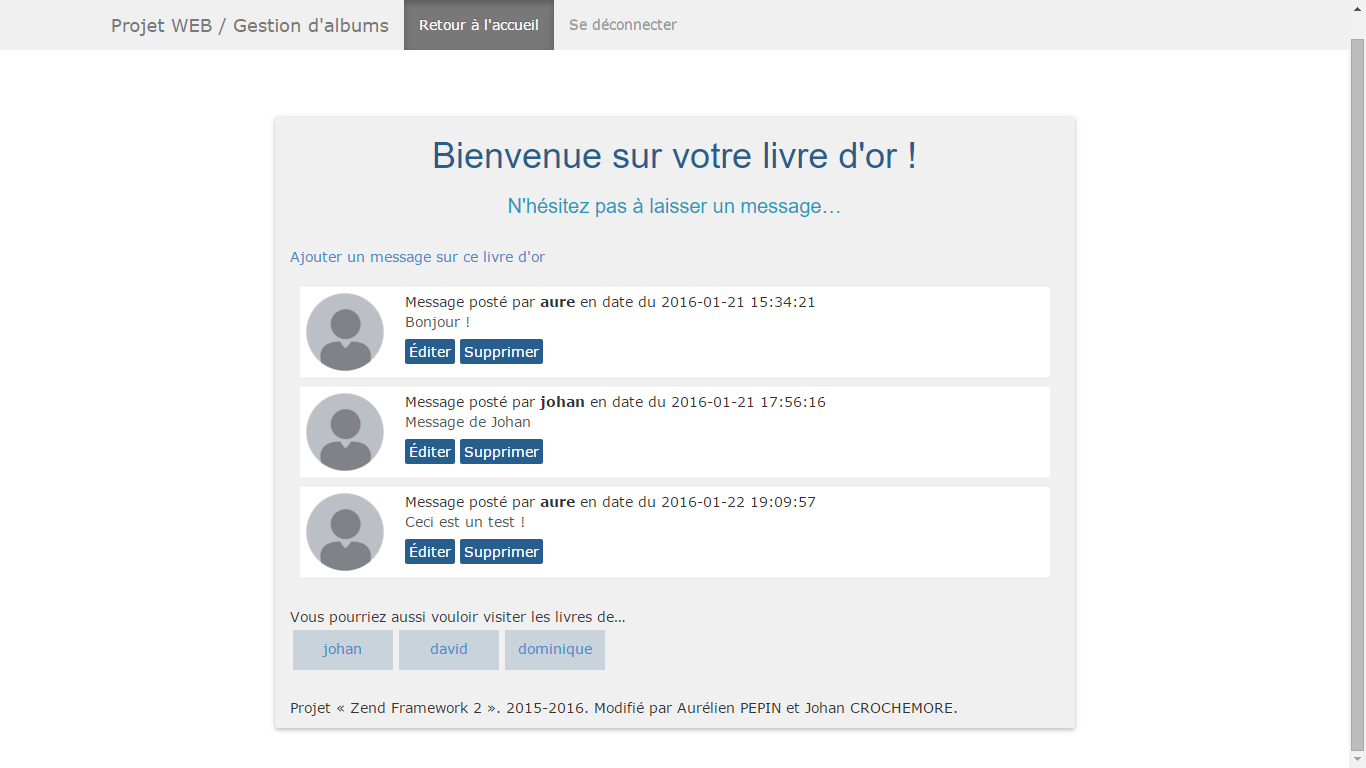 Projet WEB / Gestion d'albums Retour à l'accueil Se déconnecter
Bienvenue sur votre livre d'or !
N'hésitez pas à laisser un message...
Ajouter un message sur ce livre d'or
Message posté par aure en date du 2016-01-21 15:34:21
Bonjour !
Éditer Supprimer
Message posté par johan en date du 2016-01-21 17:56:16
Message de Johan
Éditer Supprimer
Message posté par aure en date du 2016-01-22 19:09:57
Ceci est un test !
Éditer Supprimer
Vous pourriez aussi vouloir visiter les livres de...
johan david dominique
Projet « Zend Framework 2 ». 2015-2016. Modifié par Aurélien PEPIN et Johan CROCHEMORE.